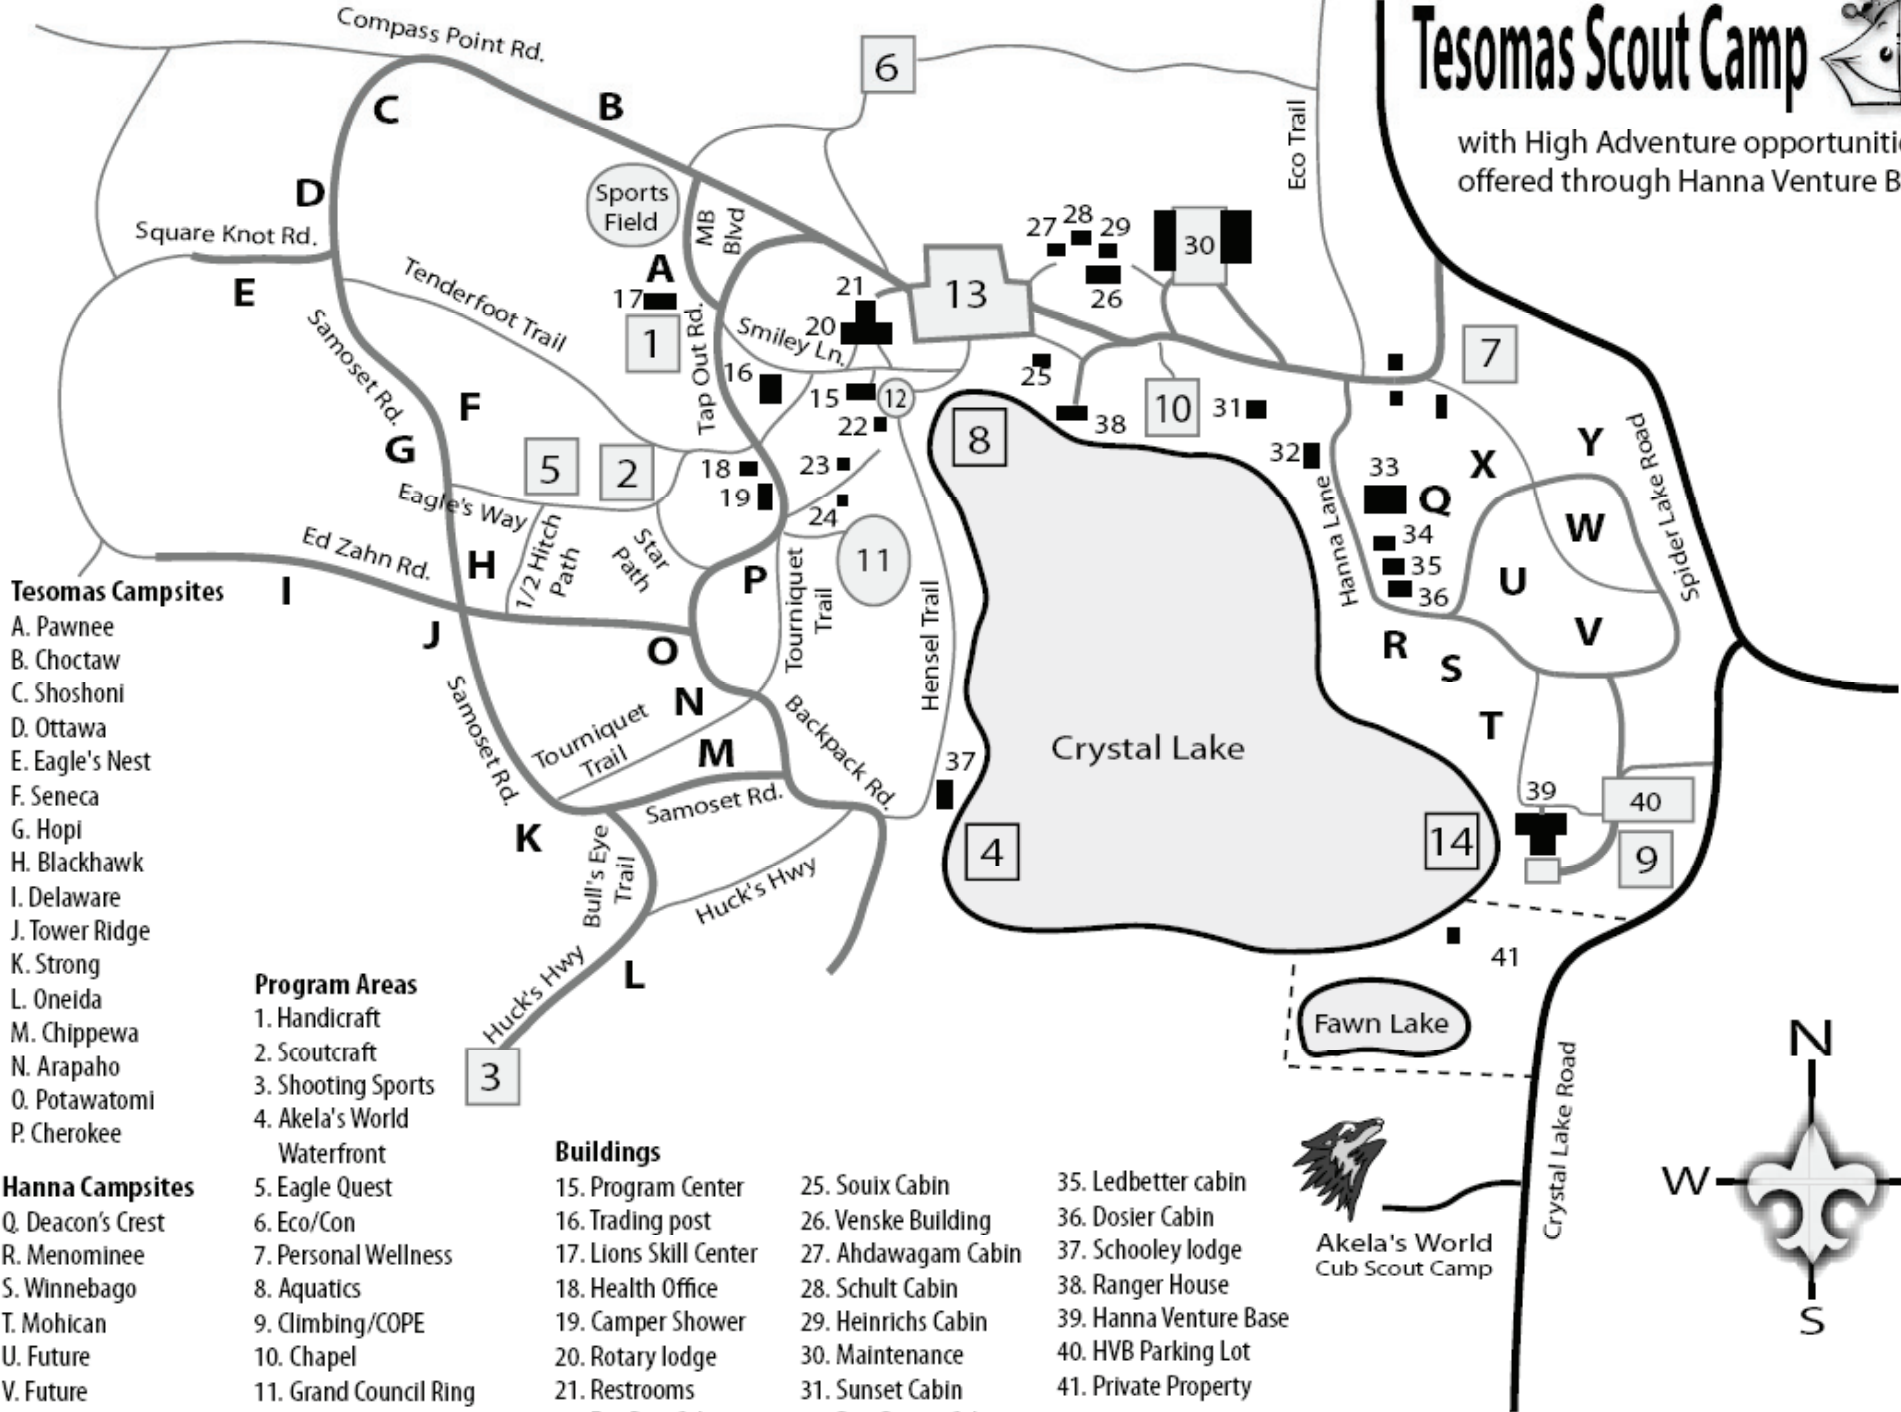 Compass Point Rd.
Tesomas Scout Camp
with High Adventure
offered through Hanna Venture
C
B
6
Eco Trail
D
Sports
Field
MB
Blvd
Square Knot Rd.
E
Tenderfoot Trail
A
17
1
Samoset Rd.
Tap Out Rd.
Smiley Ln.
21
20
13
27
28
29
26
30
7
16
15
12
22
25
38
10
31
32
F
G
5
2
18
19
23
24
8
33
Q
X
Y
W
34
35
36
U
V
Spider Lake Road
Hanna Lane
Eagle's Way
Ed Zahn Rd.
H
1/2 Hitch
Path
Star
Path
P
Tourniquet
Trail
11
Hensel Trail
I
J
O
N
R
S
T
Samoset Rd.
Tourniquet
Trail
M
Backpack Rd.
Samoset Rd.
37
Crystal Lake
K
Bull's Eye
Trail
Huck's Hwy
4
14
39
40
9
L
Huck's Hwy
3
41
Fawn Lake
Crystal Lake Road
Akela's World
Cub Scout Camp
N
W
S
Tesomas Campsites
A. Pawnee
B. Choctaw
C. Shoshoni
D. Ottawa
E. Eagle's Nest
F. Seneca
G. Hopi
H. Blackhawk
I. Delaware
J. Tower Ridge
K. Strong
L. Oneida
M. Chippewa
N. Arapaho
O. Potawatomi
P. Cherokee
Hanna Campsites
Q. Deacon's Crest
R. Menominee
S. Winnebago
T. Mohican
U. Future
V. Future
Program Areas
1. Handicraft
2. Scoutcraft
3. Shooting Sports
4. Akela's World
Waterfront
5. Eagle Quest
6. Eco/Con
7. Personal Wellness
8. Aquatics
9. Climbing/COPE
10. Chapel
11. Grand Council Ring
Buildings
15. Program Center
16. Trading post
17. Lions Skill Center
18. Health Office
19. Camper Shower
20. Rotary lodge
21. Restrooms
25. Souix Cabin
26. Venske Building
27. Ahdawagam Cabin
28. Schult Cabin
29. Heinrichs Cabin
30. Maintenance
31. Sunset Cabin
35. Ledbetter cabin
36. Dosier Cabin
37. Schooley lodge
38. Ranger House
39. Hanna Venture Base
40. HVB Parking Lot
41. Private Property